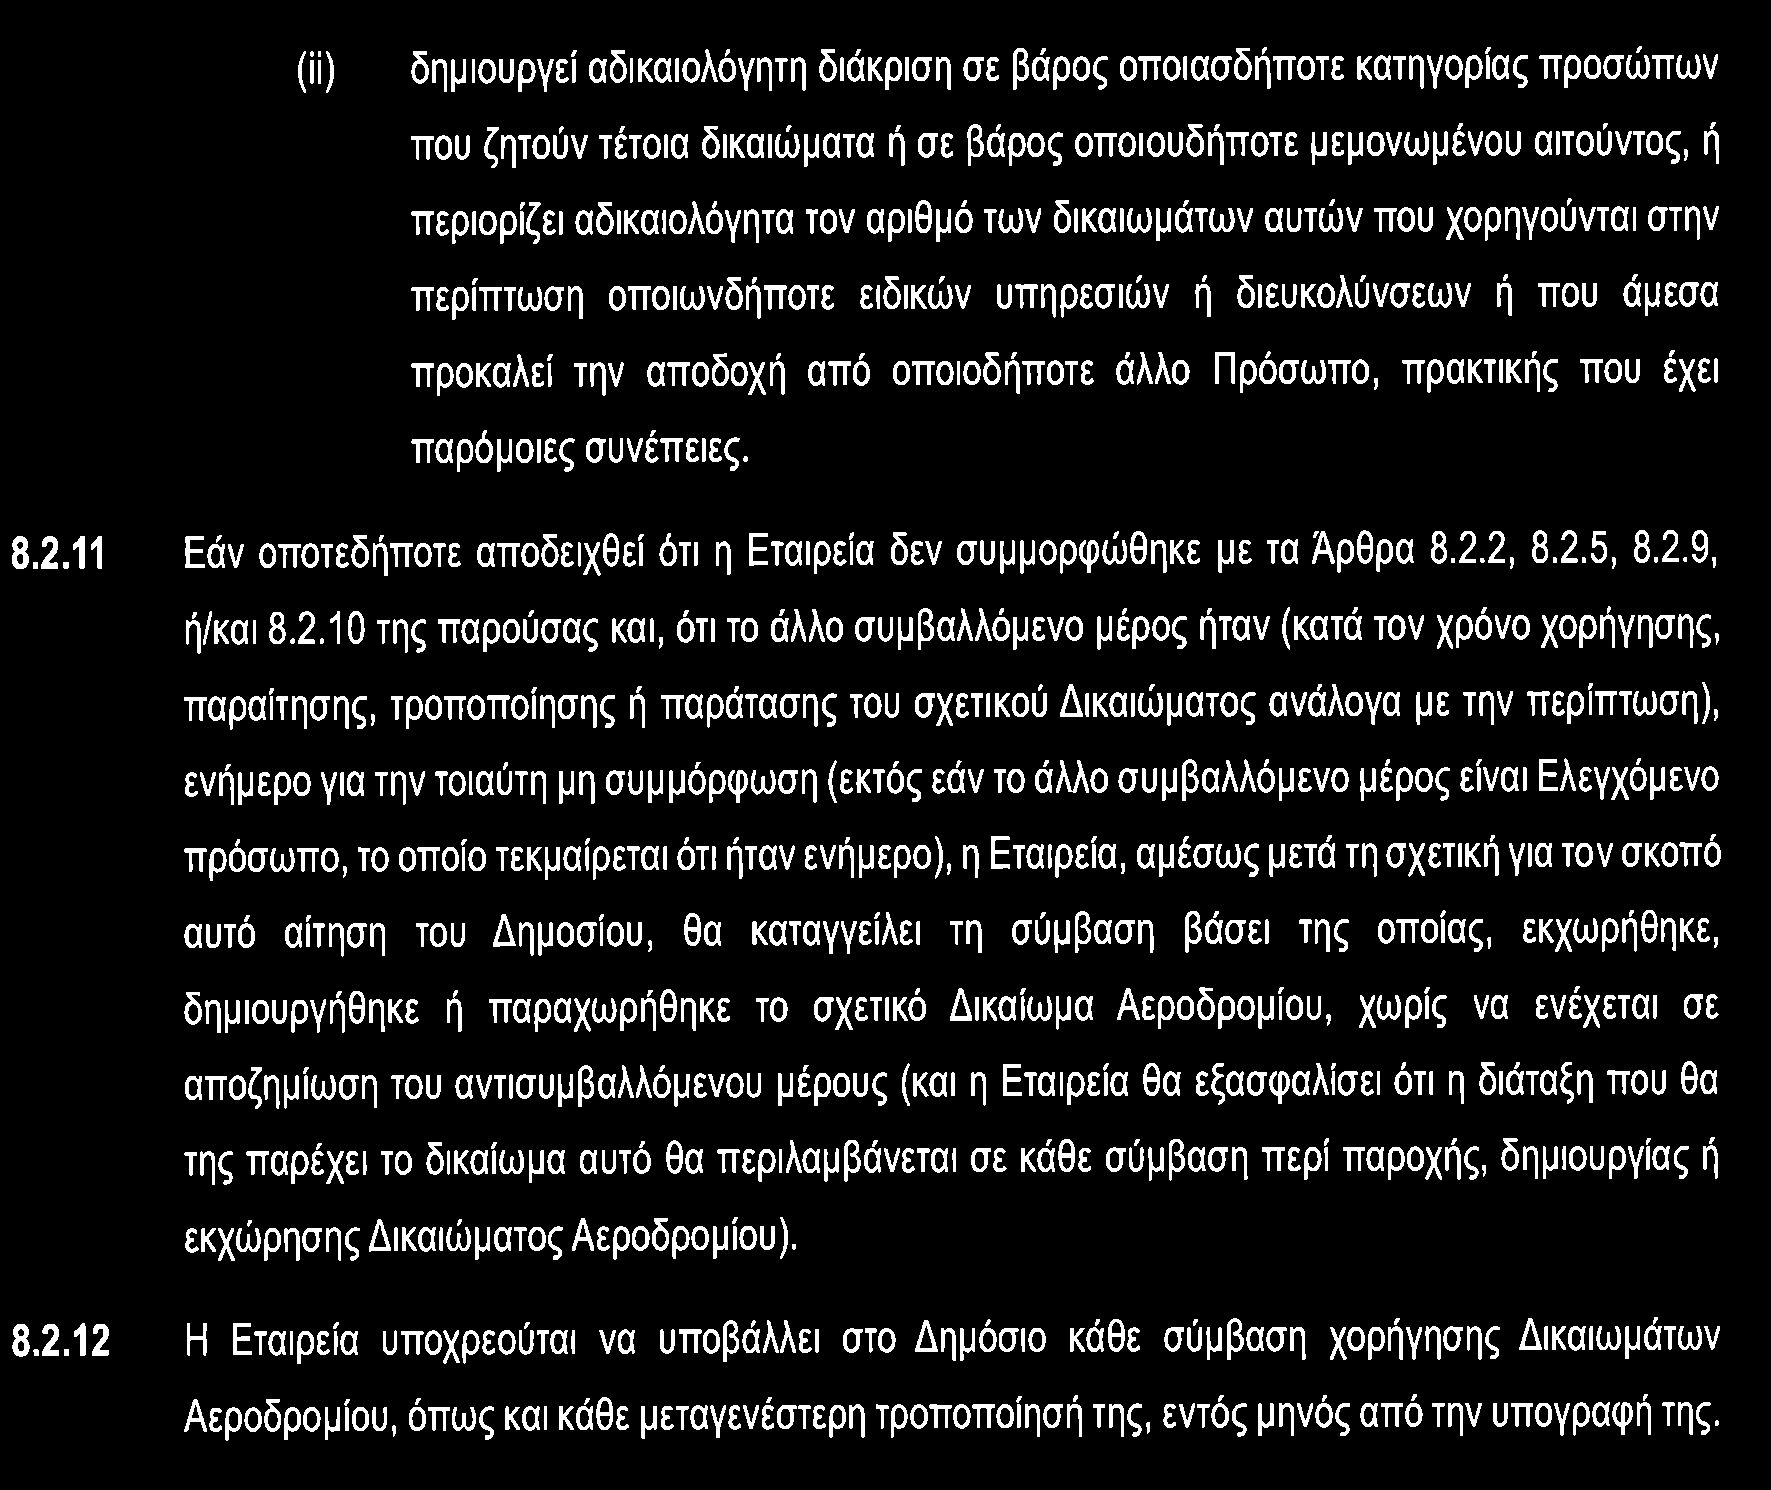 (ii) δημιουργεί αδικαιολόγητη διάκριση σε βάρος οποιασδήποτε κατηγορίας προσώπων
που ζητούν τέτοια δικαιώματα ή σε βάρος οποιουδήποτε μεμονωμένου αιτούντος, ή
περιορίζει αδικαιολόγητα τον αριθμό των δικαιωμάτων αυτών που χορηγούνται στην
περίπτωση οποιωνδήποτε ειδικών υπηρεσιών ή διευκολύνσεων ή που άμεσα
προκαλεί την αποδοχή από οποιοδήποτε άλλο Πρόσωπο, πρακτικής που έχει
παρόμοιες συνέπειες.
8.2.11 Εάν οποτεδήποτε αποδειχθεί ότι η Εταιρεία δεν συμμορφώθηκε με τα Άρθρα 8.2.2, 8.2.5, 8.2.9,
ή/και 8.2.10 της παρούσας και, ότι το άλλο συμβαλλόμενο μέρος ήταν (κατά τον χρόνο χορήγησης,
παραίτησης, τροποποίησης ή παράτασης του σχετικού Δικαιώματος ανάλογα με την περίπτωση),
ενήμερο για την τοιαύτη μη συμμόρφωση (εκτός εάν το άλλο συμβαλλόμενο μέρος είναι Ελεγχόμενο
πρόσωπο, το οποίο τεκμαίρεται ότι ήταν ενήμερο), η Εταιρεία, αμέσως μετά τη σχετική για τον σκοπό
αυτό αίτηση του Δημοσίου, θα καταγγείλει τη σύμβαση βάσει της οποίας, εκχωρήθηκε,
δημιουργήθηκε ή παραχωρήθηκε το σχετικό Δικαίωμα Αεροδρομίου, χωρίς να ενέχεται σε
αποζημίωση του αντισυμβαλλόμενου μέρους (και η Εταιρεία θα εξασφαλίσει ότι η διάταξη που θα
της παρέχει το δικαίωμα αυτό θα περιλαμβάνεται σε κάθε σύμβαση περί παροχής, δημιουργίας ή
εκχώρησης Δικαιώματος Αεροδρομίου).
8.2.12 Η Εταιρεία υποχρεούται να υποβάλλει στο Δημόσιο κάθε σύμβαση χορήγησης Δικαιωμάτων
Αεροδρομίου, όπως και κάθε μεταγενέστερη τροποποίησή της, εντός μηνός από την υπογραφή της.